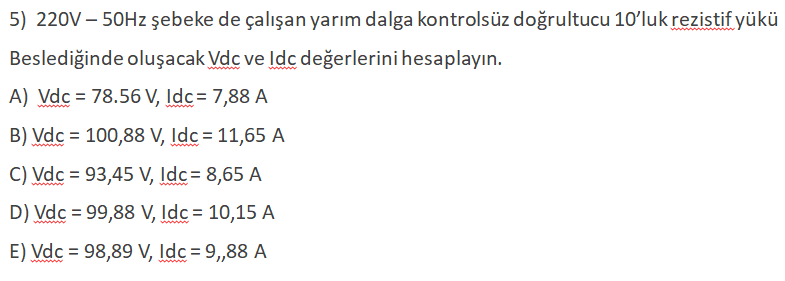 5) 220V – 50Hz şebeke de çalışan yarım dalga kontrolsüz doğrultucu 10’luk rezistif yükü
Beslediğinde oluşacak Vdc ve Idc değerlerini hesaplayın.
A) Vdc = 78.56 V, Idc = 7,88 A
B) Vdc = 100,88 V, Idc = 11,65 A
C) Vdc = 93,45 V, Idc = 8,65 A
D) Vdc = 99,88 V, Idc = 10,15 A
E) Vdc = 98,89 V, Idc = 9,,88 A